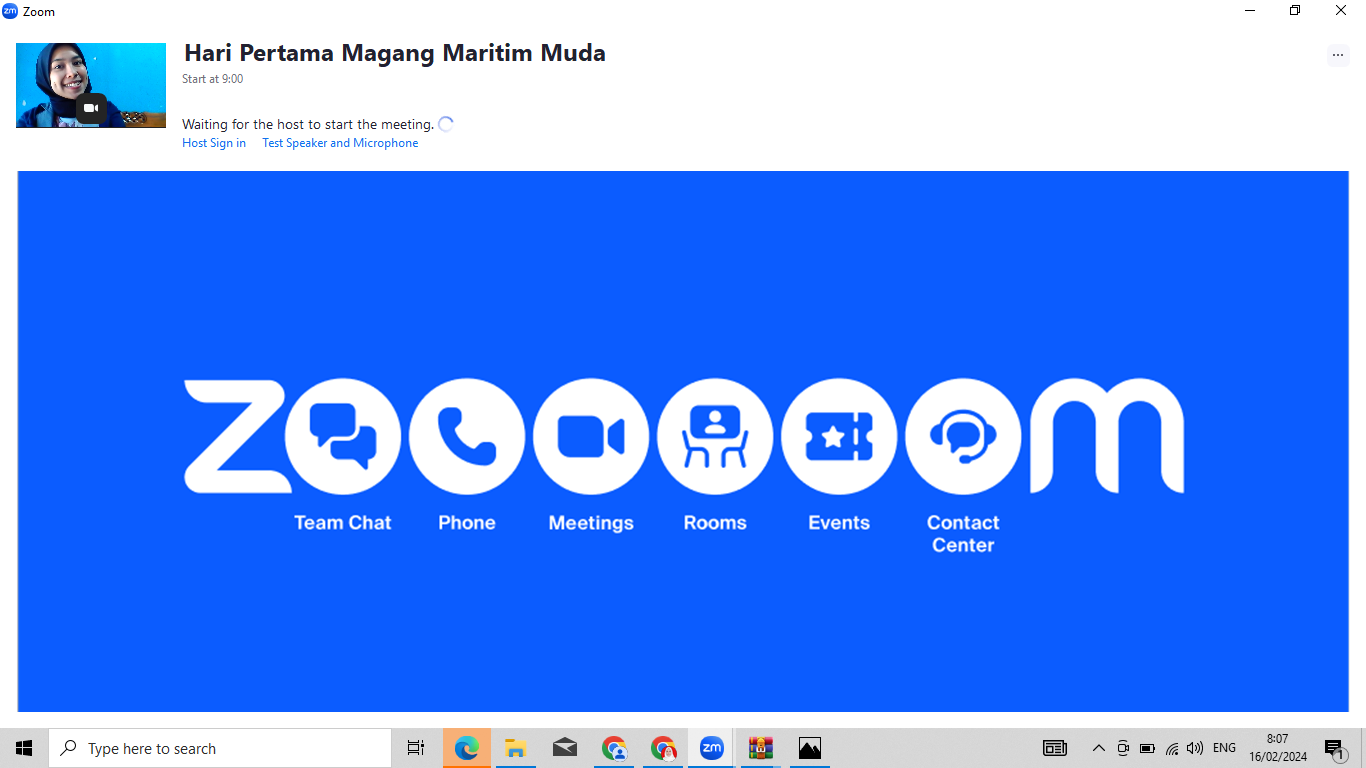 zm Zoom
Hari Pertama Magang Maritim Muda
Start at 9:00
Waiting for the host to start the meeting.
Host Sign in Test Speaker and Microphone
zoooooom
Team Chat Phone Meetings Rooms Events Contact
Center
Type here to search
zm
ENG
8:07
16/02/2024
1